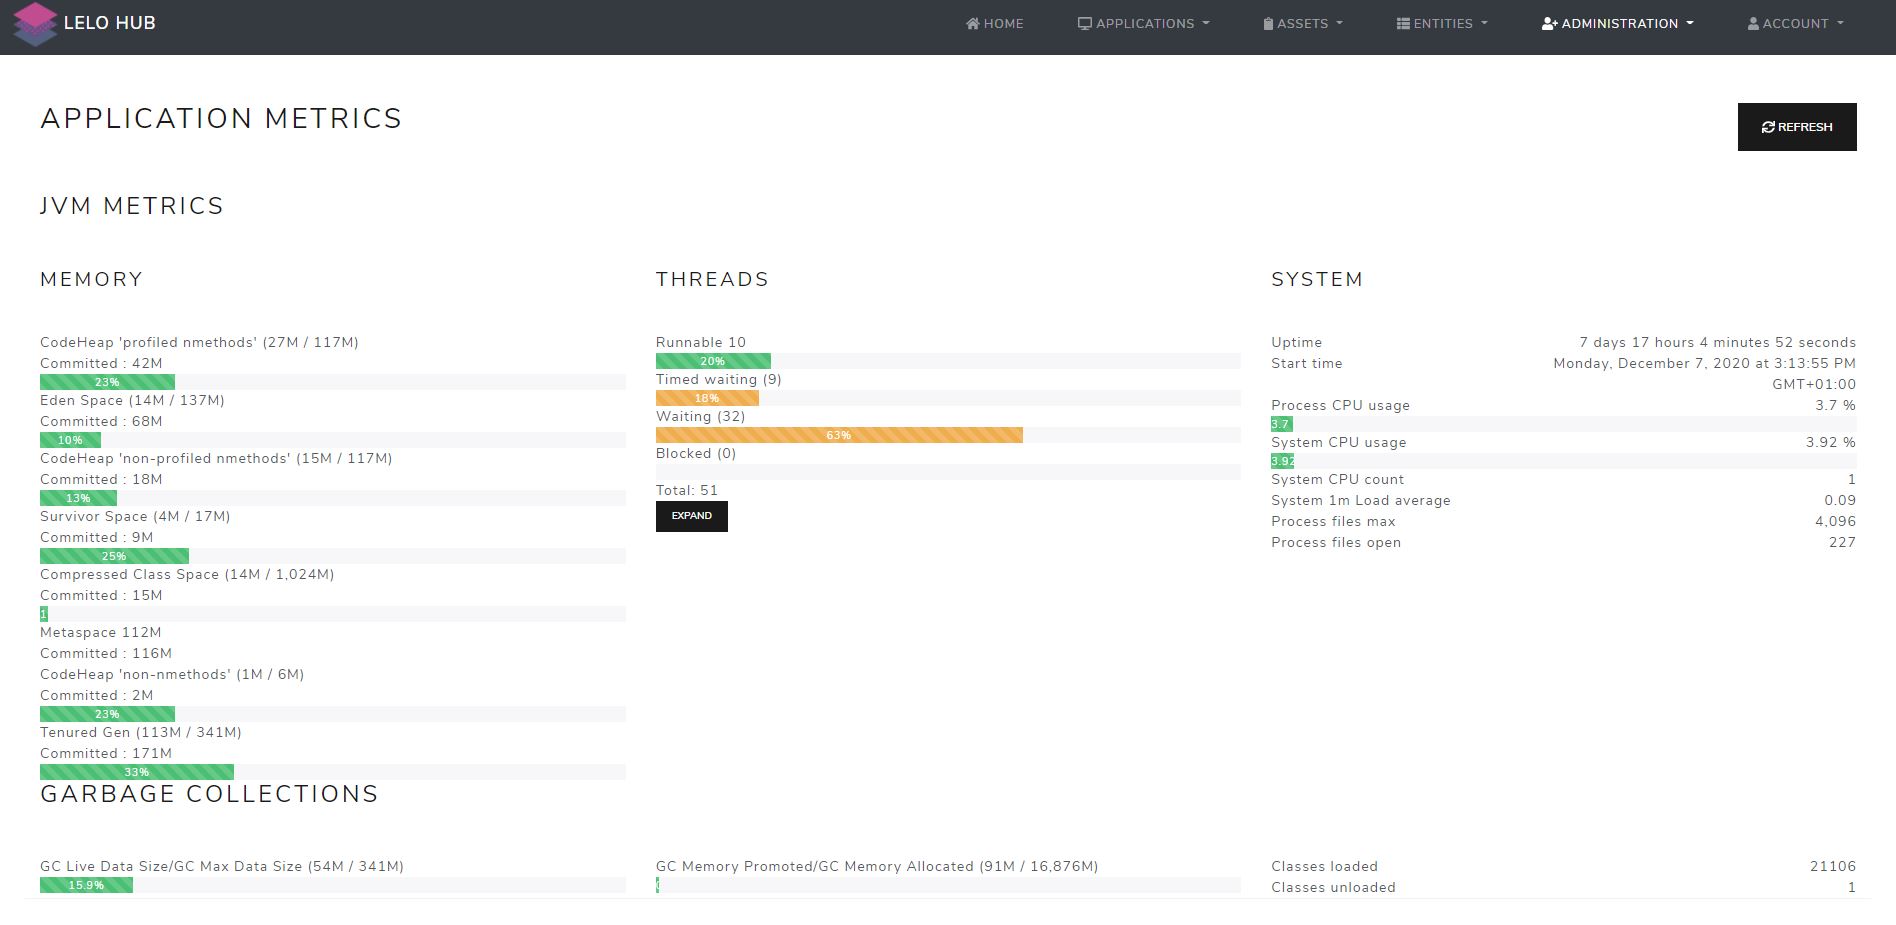 LELO HUB
HOME
APPLICATIONS
ASSETS
ENTITIES
ADMINISTRATION
ACCOUNT
APPLICATION METRICS
REFRESH
JVM METRICS
MEMORY
CodeHeap 'profiled nmethods' (27M / 117M)
Committed : 42M
23%
Eden Space (14M / 137M)
Committed : 68M
10%
CodeHeap 'non-profiled nmethods' (15M / 117M)
Committed : 18M
13%
Survivor Space (4M / 17M)
Committed : 9M
25%
Compressed Class Space (14M / 1,024M)
Committed : 15M
1
Metaspace 112M
Committed : 116M
CodeHeap 'non-nmethods' (1M / 6M)
Committed : 2M
23%
Tenured Gen (113M / 341M)
Committed : 171M
33%
THREADS
Runnable 10
20%
Timed waiting (9)
18%
Waiting (32)
63%
Blocked (0)
Total: 51
EXPAND
SYSTEM
Uptime 7 days 17 hours 4 minutes 52 seconds
Start time Monday, December 7, 2020 at 3:13:55 PM
GMT+01:00
Process CPU usage 3.7 %
3.7
System CPU usage 3.92 %
3.92
System CPU count 1
System 1m Load average 0.09
Process files max 4,096
Process files open 227
GARBAGE COLLECTIONS
GC Live Data Size/GC Max Data Size (54M / 341M)
15.9%
GC Memory Promoted/GC Memory Allocated (91M / 16,876M)
Classes loaded 21106
Classes unloaded 1